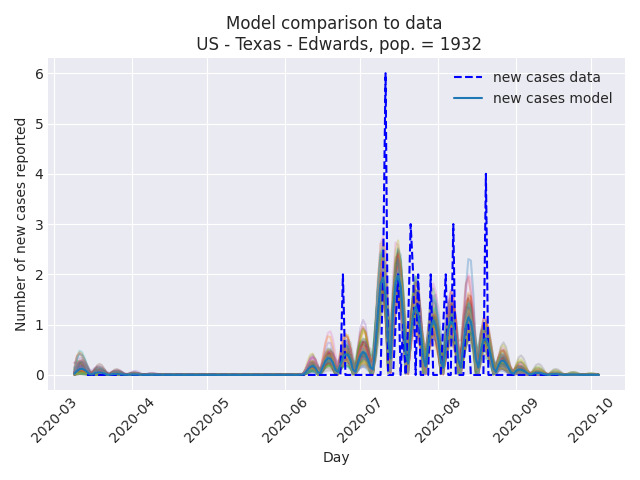 Model comparison to data
US - Texas - Edwards, pop. = 1932
new cases data
new cases model
Number of new cases reported
6
5
4
3
2
1
0
2020-03
2020-04
2020-05
2020-06
2020-07
2020-08
2020-09
2020-10
Day